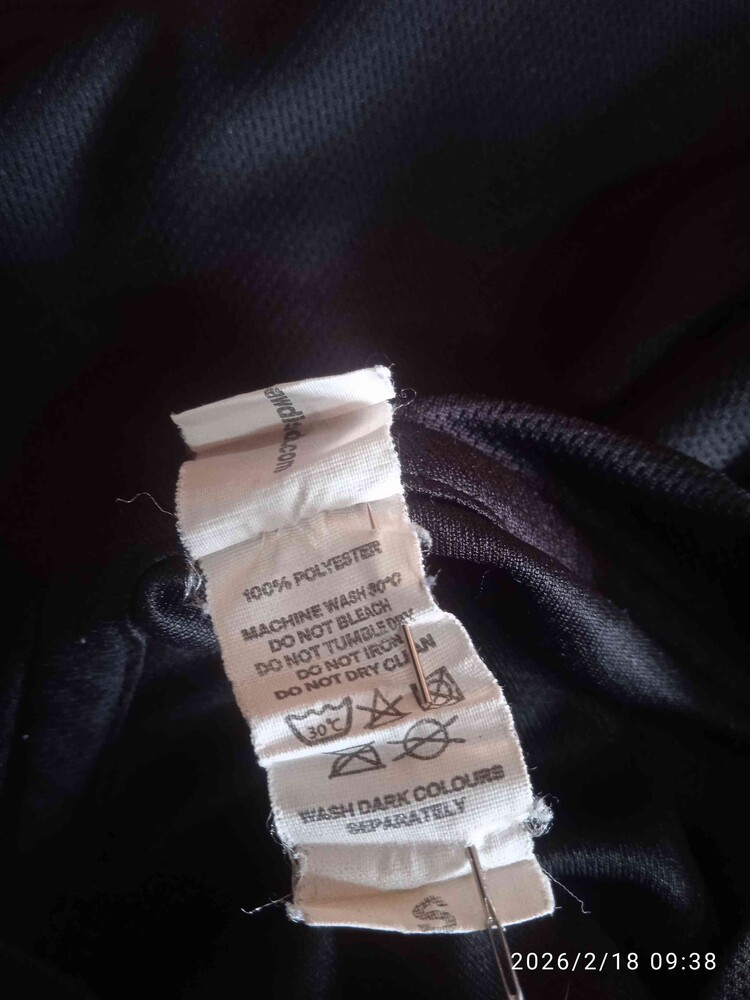 100% POLYESTER
MACHINE WASH 30°C
DO NOT BLEACH
DO NOT TUMBLE DRY
DO NOT IRON
DO NOT DRY CLEAN
30°C
WASH DARK COLOURS
SEPARATELY
S
2026/2/18 09:38